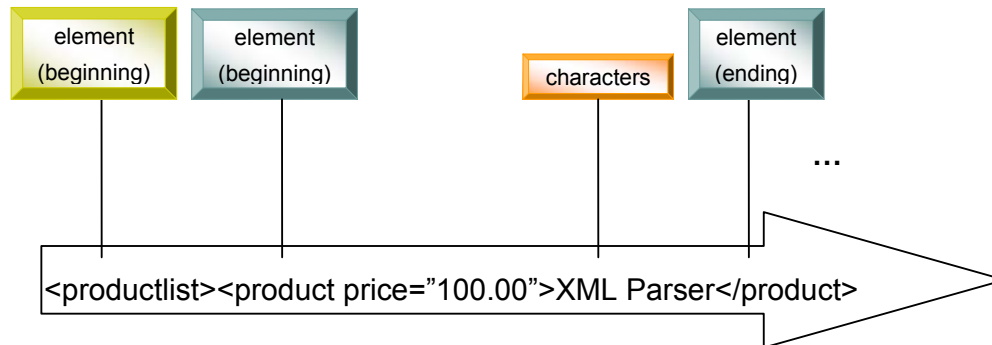 element
(beginning)
element
(beginning)
characters
element
(ending)
...
<productlist><product price=”100.00”>XML Parser</product>